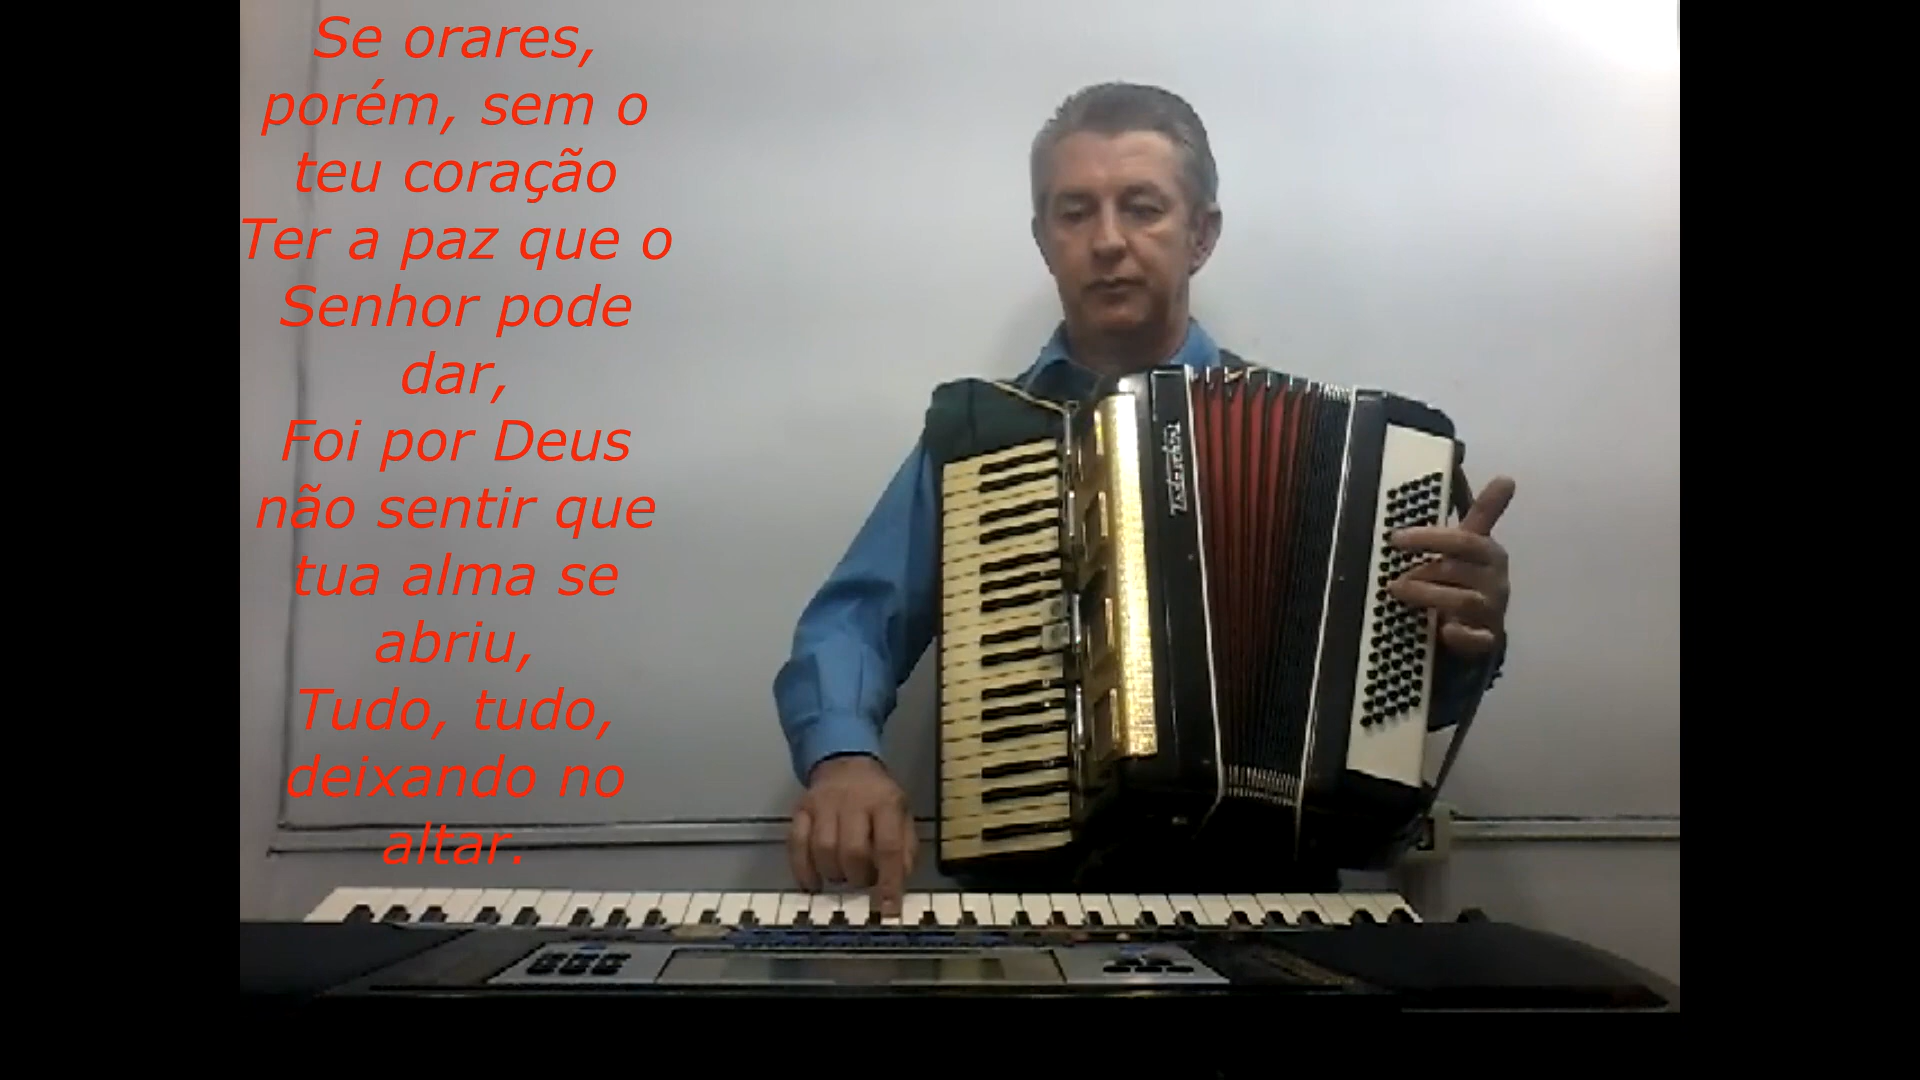 Se orares,
porém, sem o
teu coração
Ter a paz que o
Senhor pode
dar,
Foi por Deus
não sentir que
tua alma se
abriu,
Tudo, tudo,
deixando no
altar.